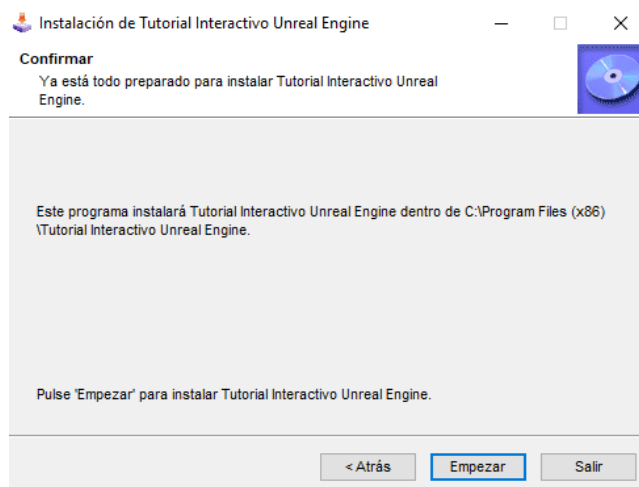 Instalación de Tutorial Interactivo Unreal Engine
Confirmar
Ya está todo preparado para instalar Tutorial Interactivo Unreal
Engine.
Este programa instalará Tutorial Interactivo Unreal Engine dentro de C:\Program Files (x86)
\Tutorial Interactivo Unreal Engine.
Pulse 'Empezar' para instalar Tutorial Interactivo Unreal Engine.
< Atrás Empezar Salir